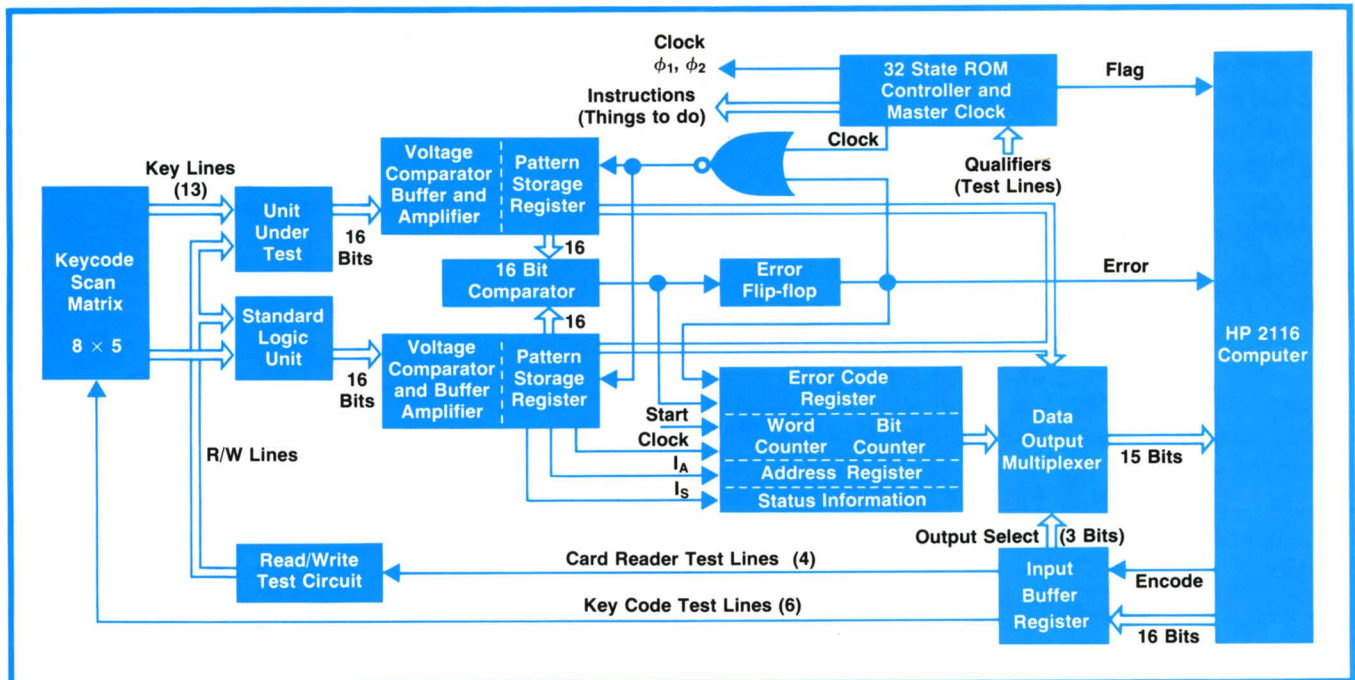 Clock
ϕ1, ϕ2
Instructions
(Things to do)
32 State ROM
Controller and
Master Clock
Flag
Clock
Qualifiers
(Test Lines)
Key Lines
(13)
Keycode
Scan
Matrix
8 × 5
Unit
Under
Test
16
Bits
Voltage
Comparator
Buffer and
Amplifier
Pattern
Storage
Register
16
16 Bit
Comparator
16
Error
Flip-flop
Error
HP 2116
Computer
Standard
Logic
Unit
16
Bits
Voltage
Comparator
and Buffer
Amplifier
Pattern
Storage
Register
Start
Clock
IA
IS
Error Code
Register
Word
Counter
Bit
Counter
Address Register
Status Information
Data
Output
Multiplexer
15 Bits
R/W Lines
Output Select
(3 Bits)
Read/Write
Test Circuit
Card Reader Test Lines (4)
Key Code Test Lines (6)
Input
Buffer
Register
Encode
16 Bits